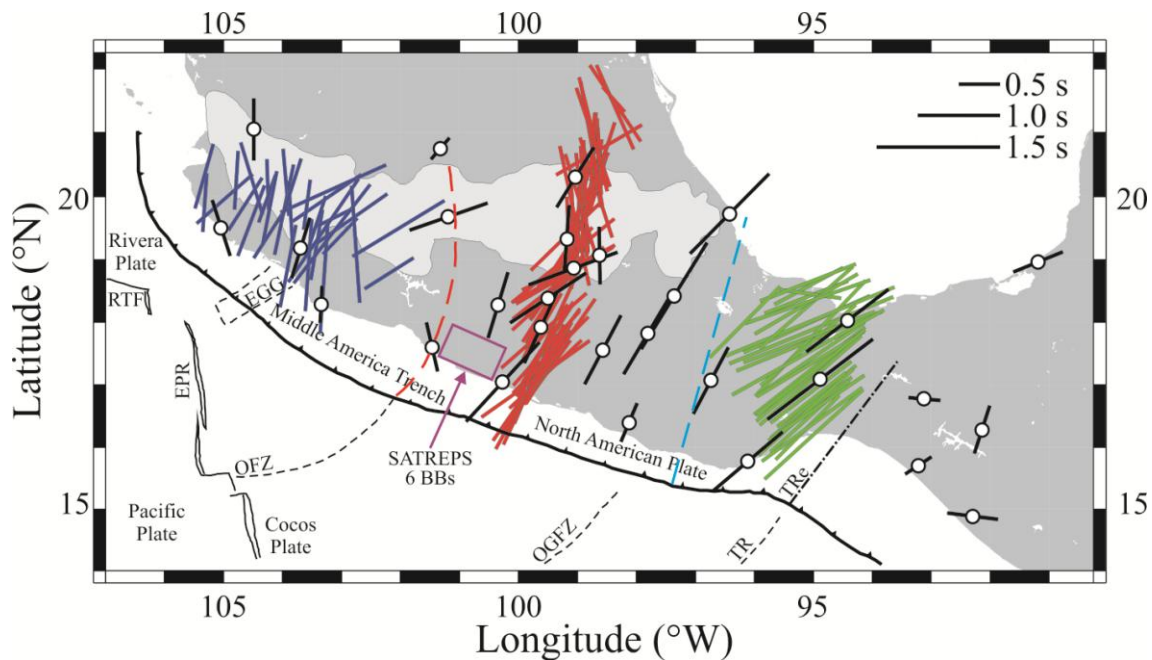 105
100
95
0.5 s
1.0 s
1.5 s
20
20
Rivera
Plate
RTF
EGG
Middle America Trench
EPR
North American Plate
SATREPS
6 BBs
OFZ
TRe
15
15
Pacific
Plate
Cocos
Plate
OGFZ
TR
105
100
95
Latitude (°N)
Longitude (°W)